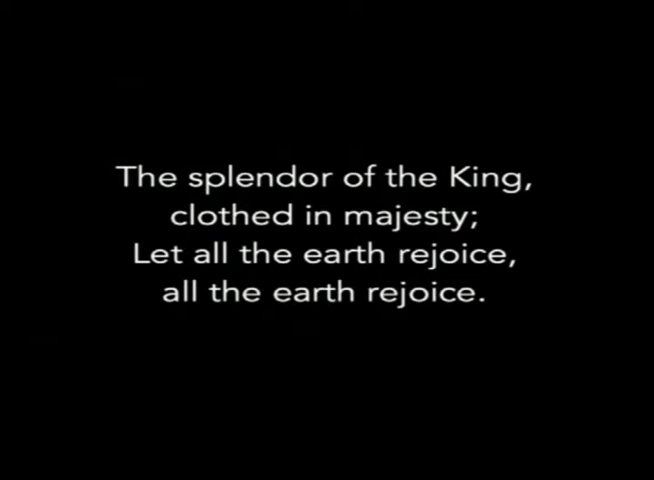 The splendor of the King,
clothed in majesty;
Let all the earth rejoice,
all the earth rejoice.